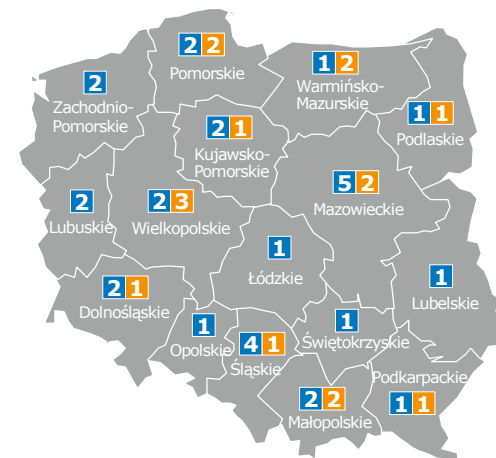 2 2
Pomorskie
1 2
Warmińsko-
Mazurskie
2
Zachodnio-
Pomorskie
1 1
Podlaskie
2 1
Kujawsko-
Pomorskie
5 2
Mazowieckie
2
Lubuskie
2 3
Wielkopolskie
1
Łódzkie
1
Lubelskie
2 1
Dolnośląskie
1
Opolskie
4 1
Śląskie
1
Świętokrzyskie
Podkarpackie
1 1
2 2
Małopolskie